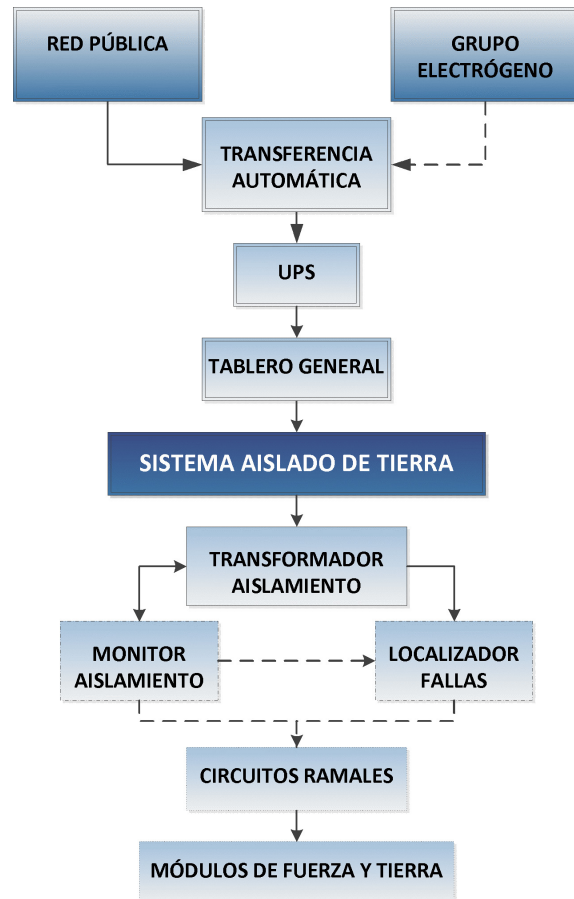 RED PÚBLICA
GRUPO
ELECTRÓGENO
TRANSFERENCIA
AUTOMÁTICA
UPS
TABLERO GENERAL
SISTEMA AISLADO DE TIERRA
TRANSFORMADOR
AISLAMIENTO
MONITOR
AISLAMIENTO
LOCALIZADOR
FALLAS
CIRCUITOS RAMALES
MÓDULOS DE FUERZA Y TIERRA